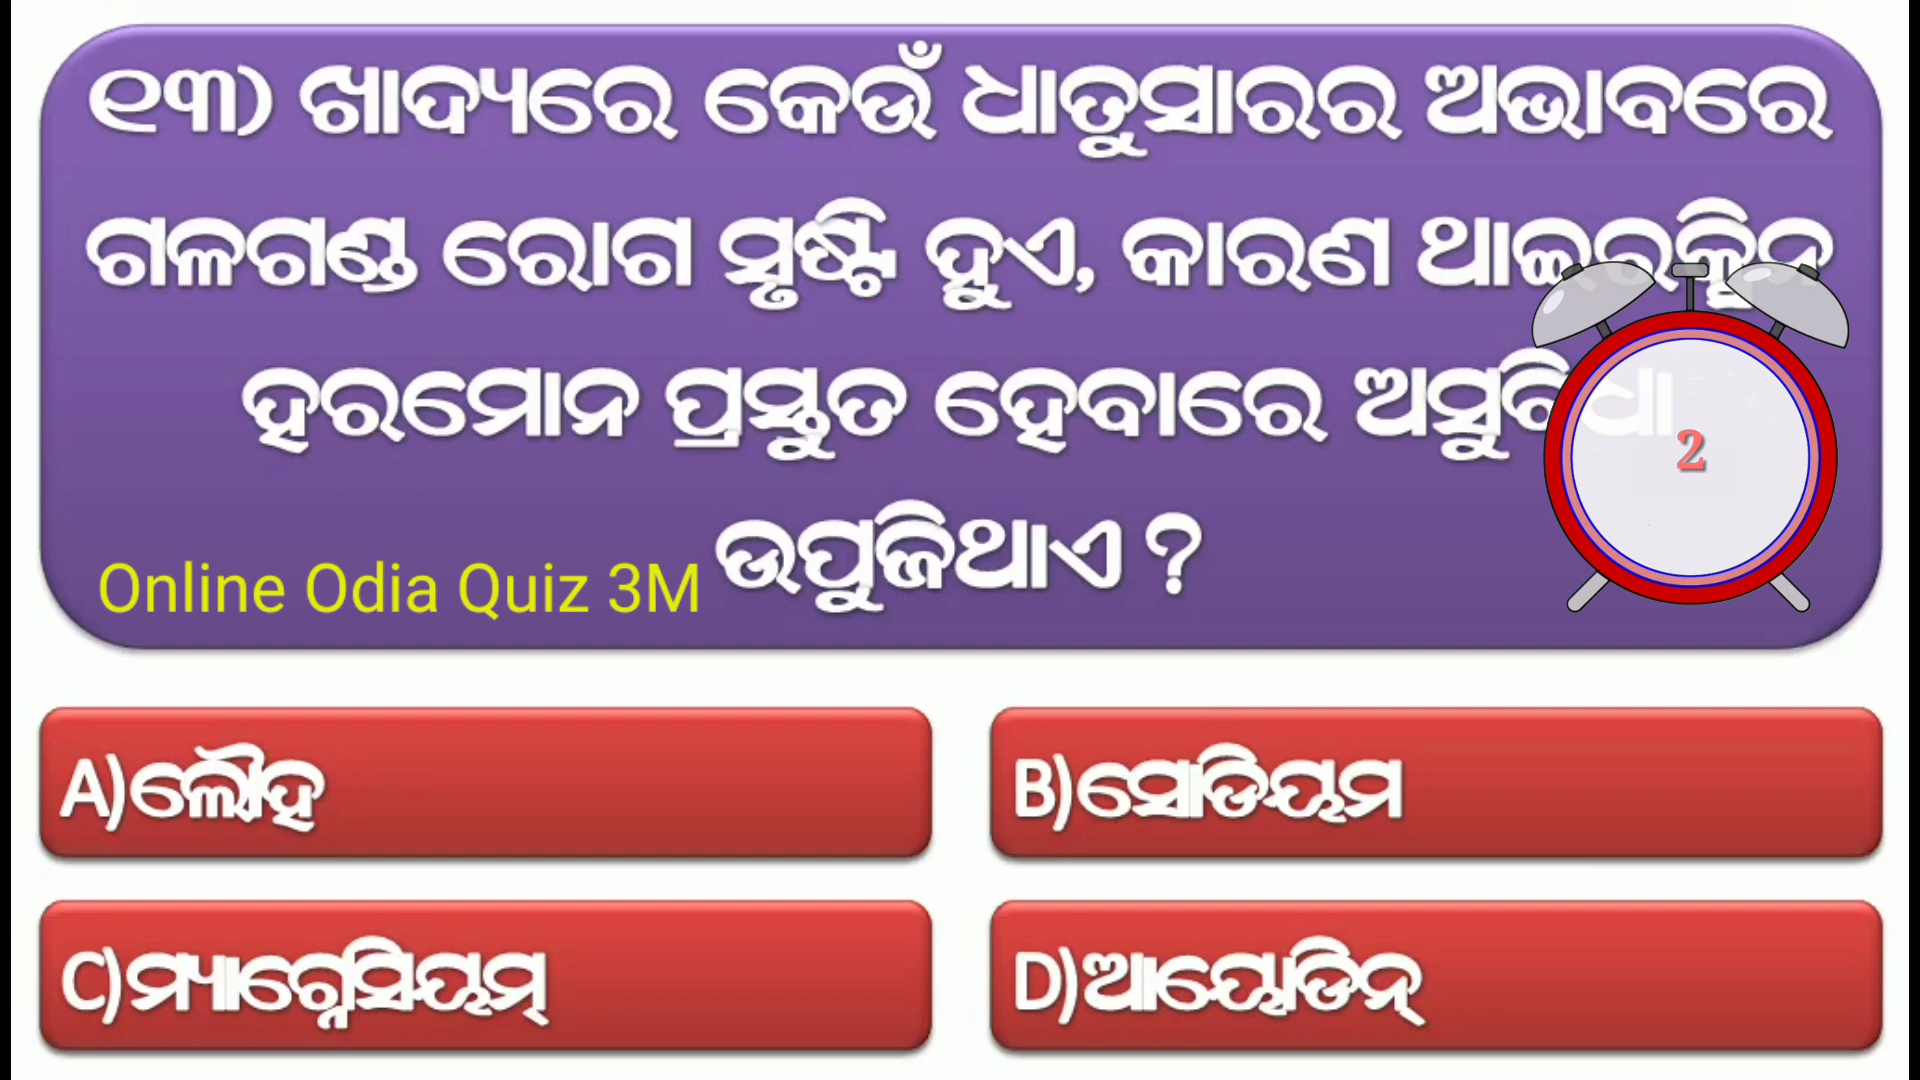 ୧୩) ଖାଦ୍ୟରେ କେଉଁ ଧାତୁସାରର ଅଭାବରେ
ଗଳଗଣ୍ଡ ରୋଗ ସୃଷ୍ଟି ହୁଏ, କାରଣ ଥାଇରକ୍ସିନ
ହରମୋନ ପ୍ରସ୍ତୁତ ହେବାରେ ଅସୁବିଧା
ଉପୁଜିଥାଏ ?
2
Online Odia Quiz 3M
A)ଲୌହ
B)ସୋଡିୟମ
C)ମ୍ୟାଗ୍ନେସିୟମ୍
D)ଆୟୋଡିନ୍